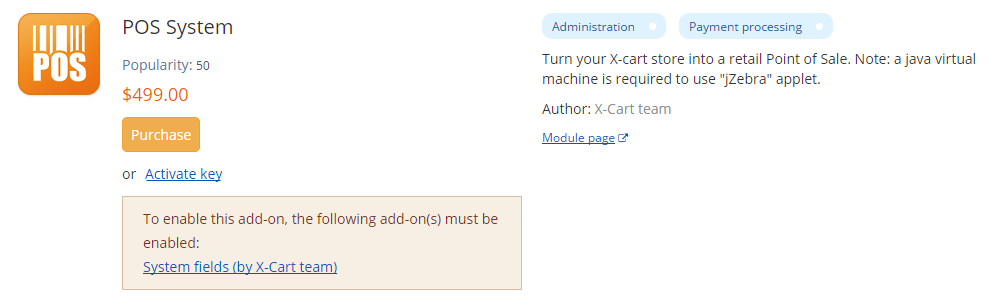 POS
POS System
Popularity: 50
$499.00
Purchase
or Activate key
To enable this add-on, the following add-on(s) must be
enabled:
System fields (by X-Cart team)
Administration
Payment processing
Turn your X-cart store into a retail Point of Sale. Note: a java virtual
machine is required to use "jZebra" applet.
Author: X-Cart team
Module page